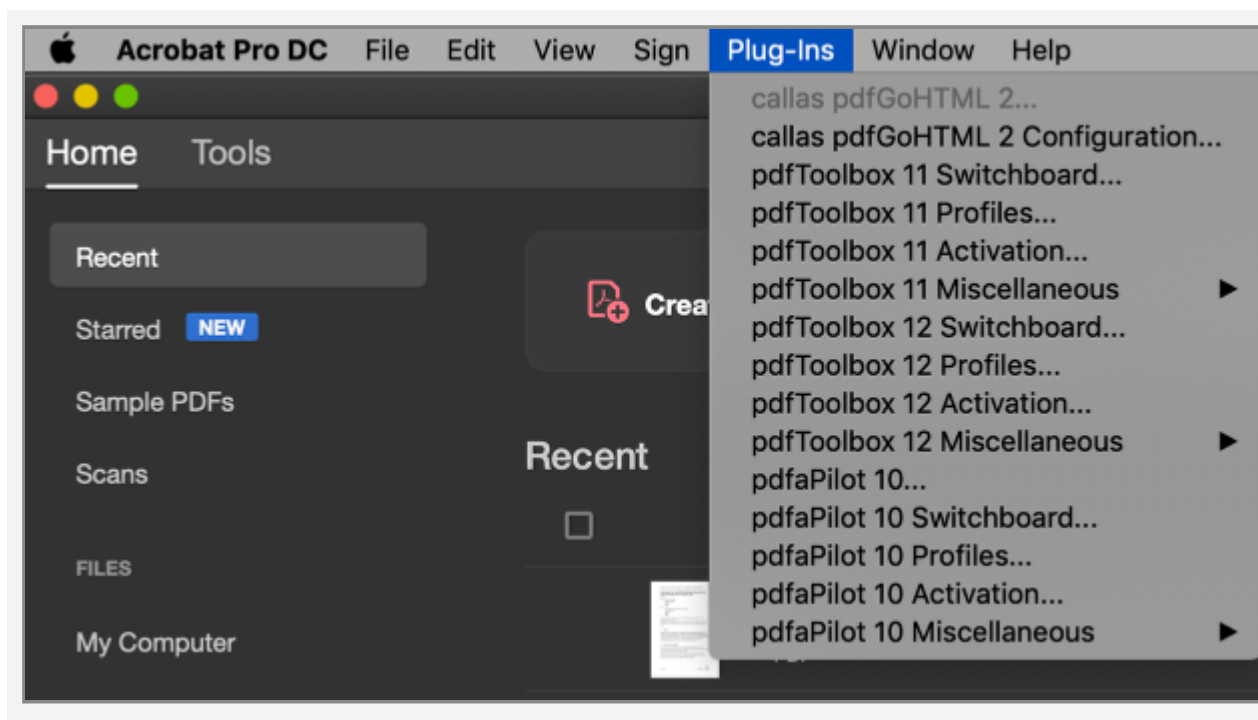 Acrobat Pro DC File Edit View Sign Plug-Ins Window Help
callas pdfGoHTML 2...
callas pdfGoHTML 2 Configuration...
pdfToolbox 11 Switchboard...
pdfToolbox 11 Profiles...
pdfToolbox 11 Activation...
pdfToolbox 11 Miscellaneous
pdfToolbox 12 Switchboard...
pdfToolbox 12 Profiles...
pdfToolbox 12 Activation...
pdfToolbox 12 Miscellaneous
pdfaPilot 10...
pdfaPilot 10 Switchboard...
pdfaPilot 10 Profiles...
pdfaPilot 10 Activation...
pdfaPilot 10 Miscellaneous
Home Tools
Recent
Starred NEW
Sample PDFs
Scans
FILES
My Computer
Crea
Recent